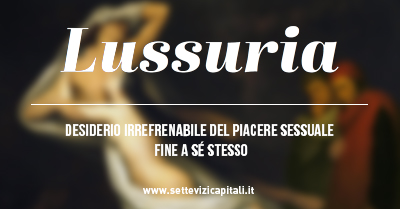 Lussuria
DESIDERIO IRREFRENABILE DEL PIACERE SESSUALE
FINE A SÉ STESSO
www.settevizicapitali.it